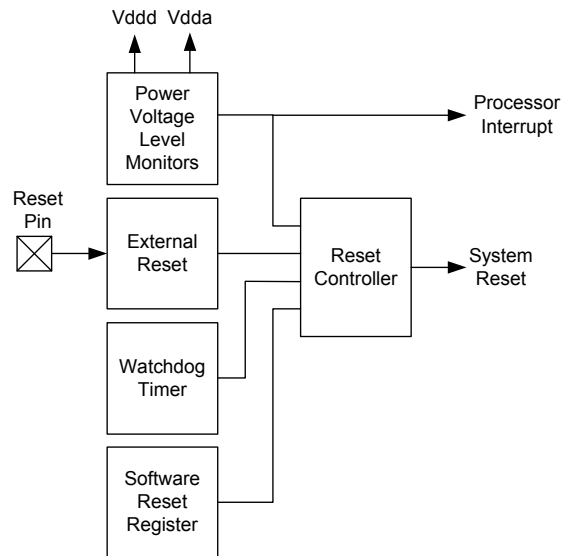 Vddd Vdda
Power
Voltage
Level
Monitors
Processor
Interrupt
Reset
Pin
External
Reset
Reset
Controller
System
Reset
Watchdog
Timer
Software
Reset
Register